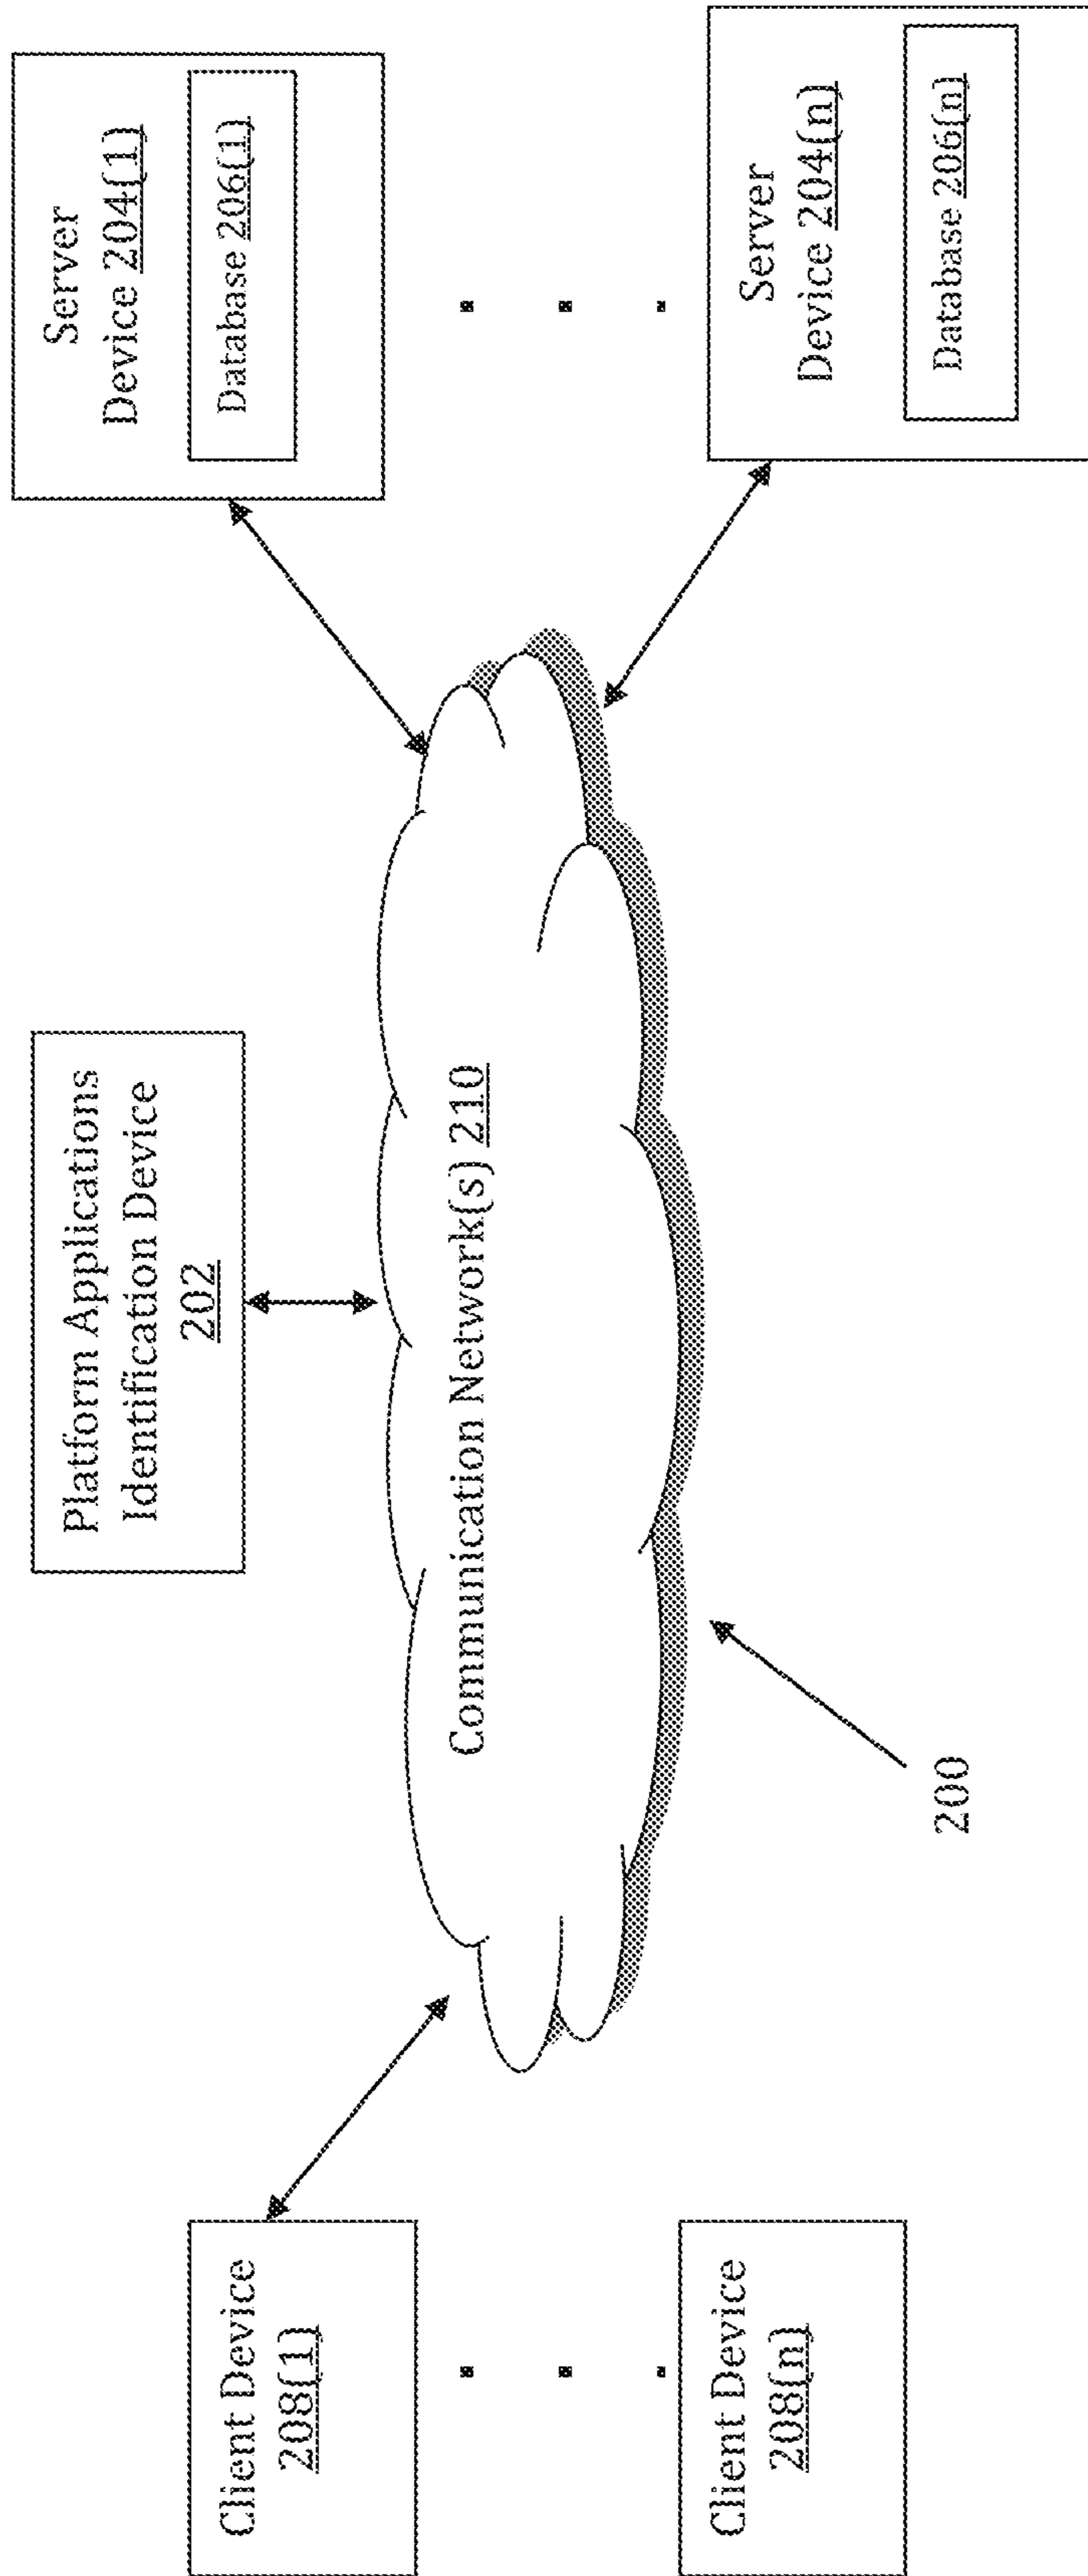 Platform Applications
Identification Device
202
Server
Device 204(1)
Database 206(1)
Client Device
208(1)
Communication Network(s) 210
Client Device
208(n)
Server
Device 204(n)
Database 206(n)
200